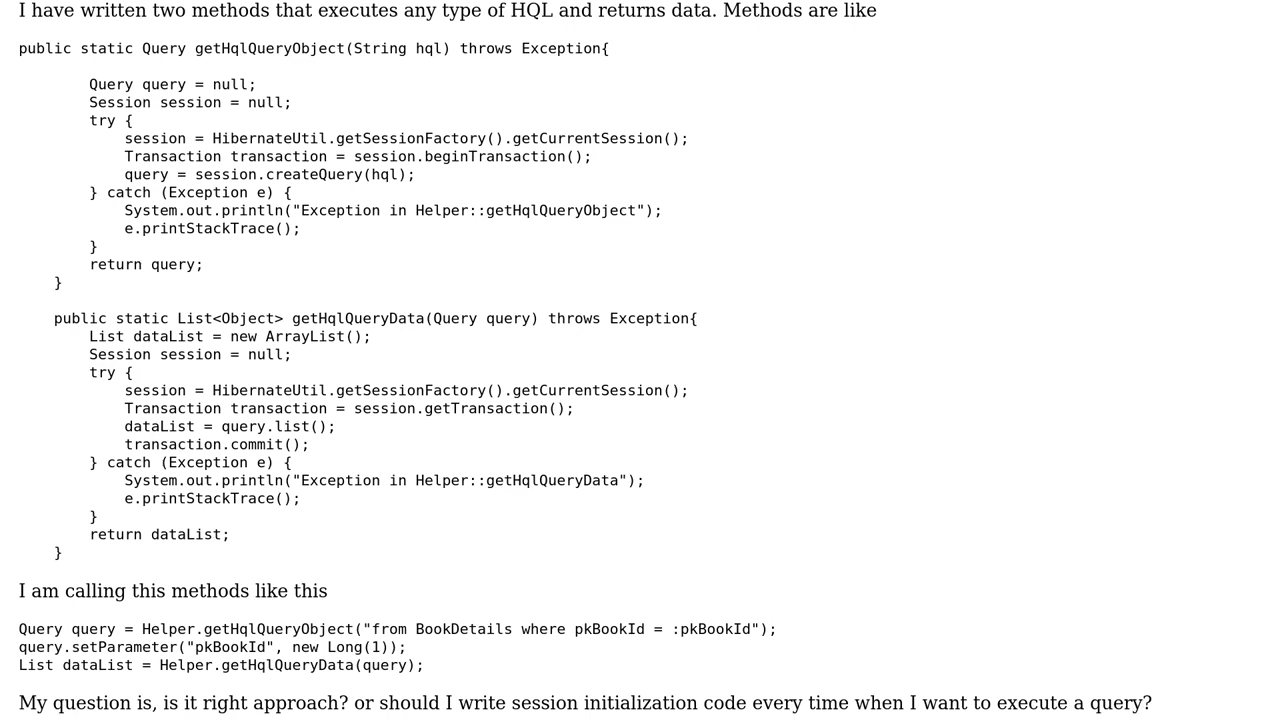 I have written two methods that executes any type of HQL and returns data. Methods are like
public static Query getHqlQueryObject(String hql) throws Exception{
        Query query = null;
        Session session = null;
        try {
            session = HibernateUtil.getSessionFactory().getCurrentSession();
            Transaction transaction = session.beginTransaction();
            query = session.createQuery(hql);
        } catch (Exception e) {
            System.out.println("Exception in Helper::getHqlQueryObject");
            e.printStackTrace();
        }
        return query;
    }
    public static List<Object> getHqlQueryData(Query query) throws Exception{
        List dataList = new ArrayList();
        Session session = null;
        try {
            session = HibernateUtil.getSessionFactory().getCurrentSession();
            Transaction transaction = session.getTransaction();
            dataList = query.list();
            transaction.commit();
        } catch (Exception e) {
            System.out.println("Exception in Helper::getHqlQueryData");
            e.printStackTrace();
        }
        return dataList;
    }
I am calling this methods like this
Query query = Helper.getHqlQueryObject("from BookDetails where pkBookId = :pkBookId");
query.setParameter("pkBookId", new Long(1));
List dataList = Helper.getHqlQueryData(query);
My question is, is it right approach? or should I write session initialization code every time when I want to execute a query?